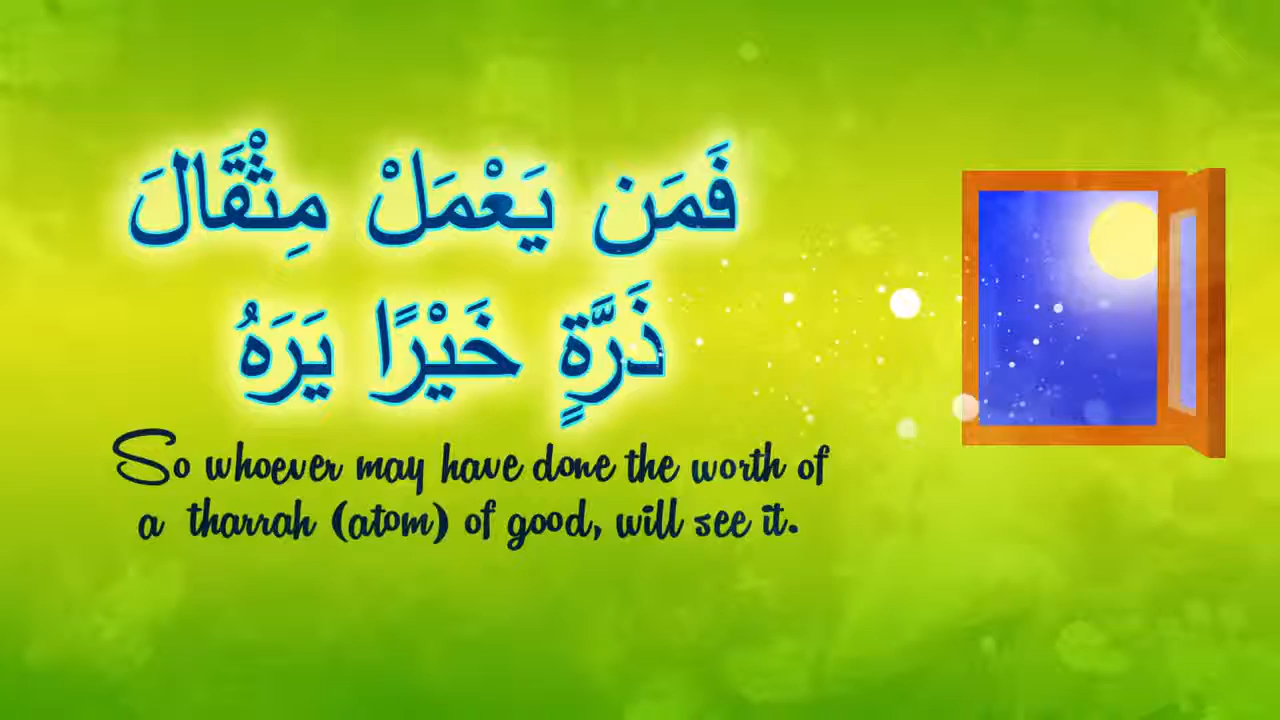 فَمَن يَعْمَلْ مِثْقَالَ
ذَرَّةٍ خَيْرًا يَرَهُ
So whoever may have done the worth of
a tharrah (atom) of good, will see it.